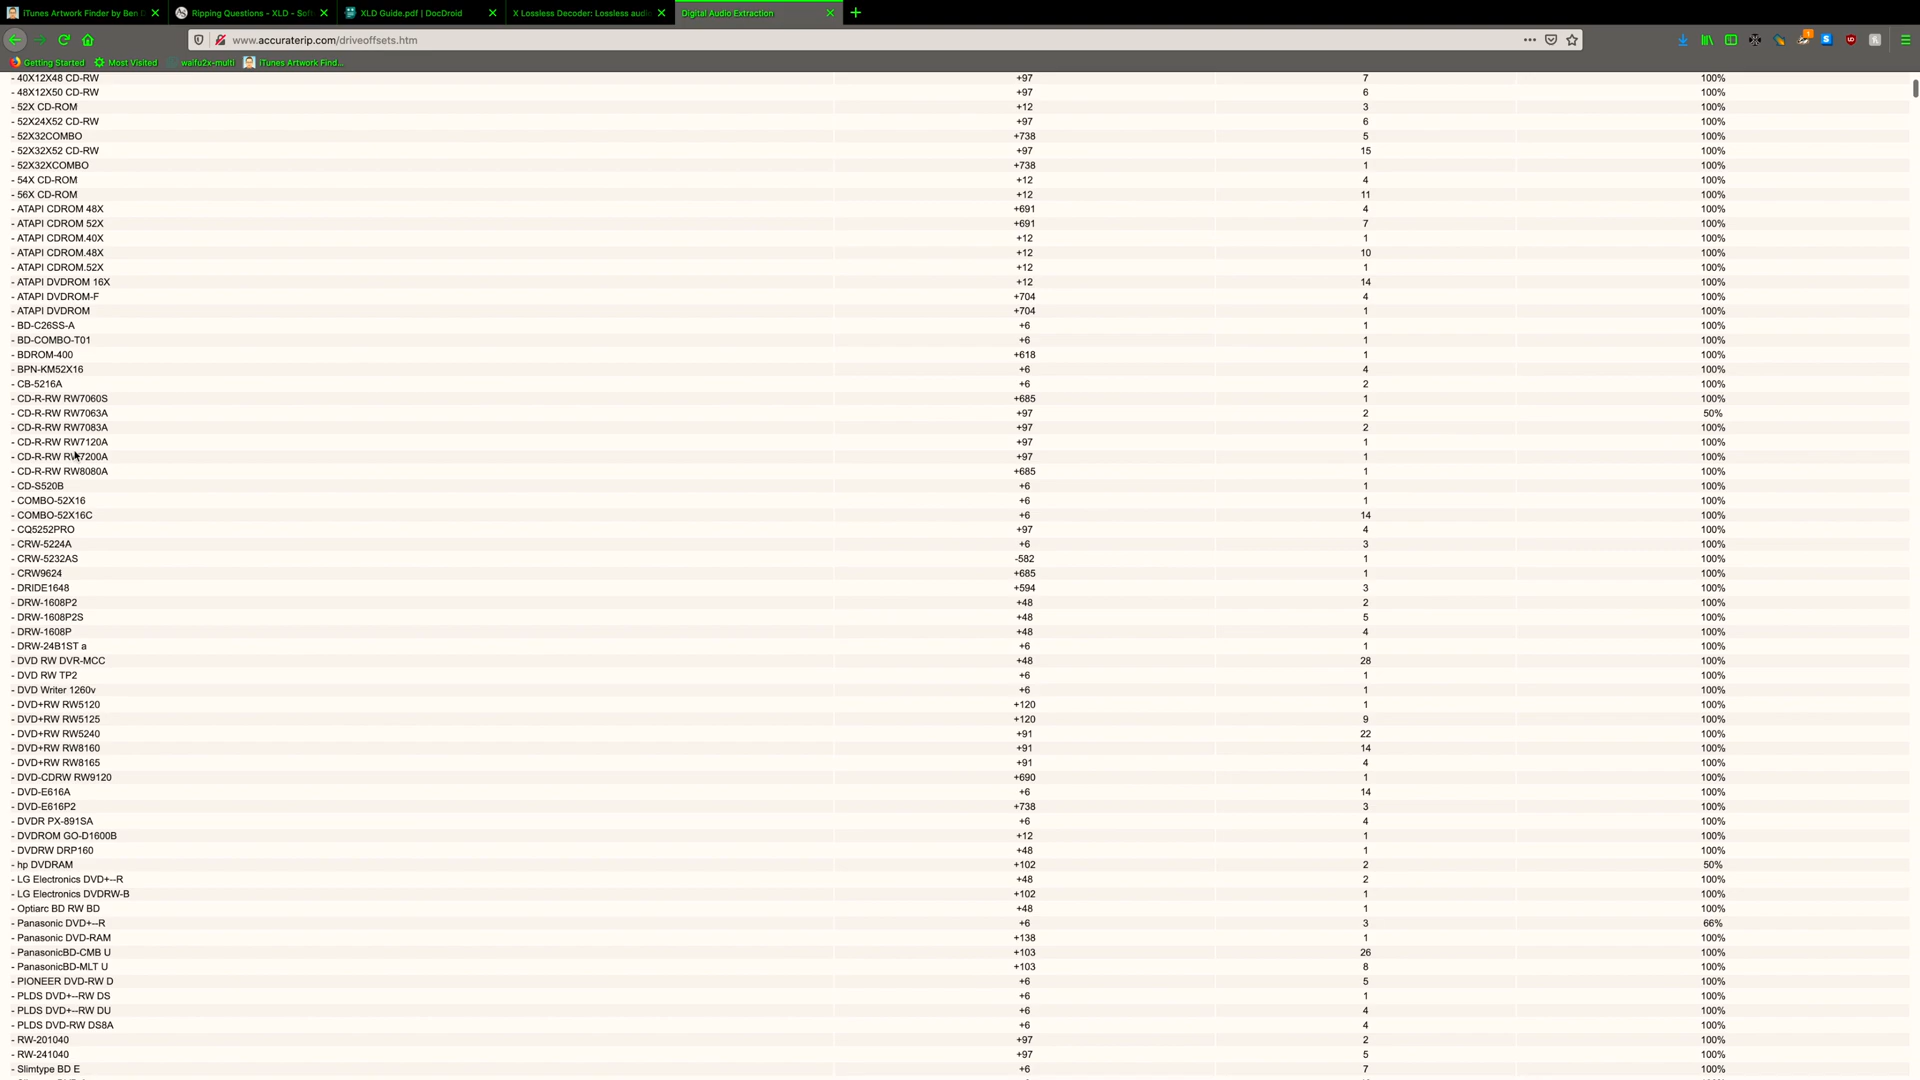 iTunes Artwork Finder by Ben D
Ripping Questions - XLD - Soft
XLD Guide.pdf | DocDroid
X Lossless Decoder: Lossless audi
Digital Audio Extraction
www.accuraterip.com/driveoffsets.htm
Getting Started Most Visited waifu2x-multi iTunes Artwork Find...
- 40X12X48 CD-RW +97 7 100%
- 48X12X50 CD-RW +97 6 100%
- 52X CD-ROM +12 3 100%
- 52X24X52 CD-RW +97 6 100%
- 52X32COMBO +738 5 100%
- 52X32X52 CD-RW +97 15 100%
- 52X32XCOMBO +738 1 100%
- 54X CD-ROM +12 4 100%
- 56X CD-ROM +12 11 100%
- ATAPI CDROM 48X +691 4 100%
- ATAPI CDROM 52X +691 7 100%
- ATAPI CDROM.40X +12 1 100%
- ATAPI CDROM.48X +12 10 100%
- ATAPI CDROM.52X +12 1 100%
- ATAPI DVDROM 16X +12 14 100%
- ATAPI DVDROM-F +704 4 100%
- ATAPI DVDROM +704 1 100%
- BD-C26SS-A +6 1 100%
- BD-COMBO-T01 +6 1 100%
- BDROM-400 +618 1 100%
- BPN-KM52X16 +6 4 100%
- CB-5216A +6 2 100%
- CD-R-RW RW7060S +685 1 100%
- CD-R-RW RW7063A +97 2 50%
- CD-R-RW RW7083A +97 2 100%
- CD-R-RW RW7120A +97 1 100%
- CD-R-RW RW7200A +97 1 100%
- CD-R-RW RW8080A +685 1 100%
- CD-S520B +6 1 100%
- COMBO-52X16 +6 1 100%
- COMBO-52X16C +6 14 100%
- CQ5252PRO +97 4 100%
- CRW-5224A +6 3 100%
- CRW-5232AS -582 1 100%
- CRW9624 +685 1 100%
- DRIDE1648 +594 3 100%
- DRW-1608P2 +48 2 100%
- DRW-1608P2S +48 5 100%
- DRW-1608P +48 4 100%
- DRW-24B1ST a +6 1 100%
- DVD RW DVR-MCC +48 28 100%
- DVD RW TP2 +6 1 100%
- DVD Writer 1260v +6 1 100%
- DVD+RW RW5120 +120 1 100%
- DVD+RW RW5125 +120 9 100%
- DVD+RW RW5240 +91 22 100%
- DVD+RW RW8160 +91 14 100%
- DVD+RW RW8165 +91 4 100%
- DVD-CDRW RW9120 +690 1 100%
- DVD-E616A +6 14 100%
- DVD-E616P2 +738 3 100%
- DVDR PX-891SA +6 4 100%
- DVDROM GO-D1600B +12 1 100%
- DVDRW DRP160 +48 1 100%
- hp DVDRAM +102 2 50%
- LG Electronics DVD+--R +48 2 100%
- LG Electronics DVDRW-B +102 1 100%
- Optiarc BD RW BD +48 1 100%
- Panasonic DVD+--R +6 3 66%
- Panasonic DVD-RAM +138 1 100%
- PanasonicBD-CMB U +103 26 100%
- PanasonicBD-MLT U +103 8 100%
- PIONEER DVD-RW D +6 5 100%
- PLDS DVD+--RW DS +6 1 100%
- PLDS DVD+--RW DU +6 4 100%
- PLDS DVD-RW DS8A +6 4 100%
- RW-201040 +97 2 100%
- RW-241040 +97 5 100%
- Slimtype BD E +6 7 100%